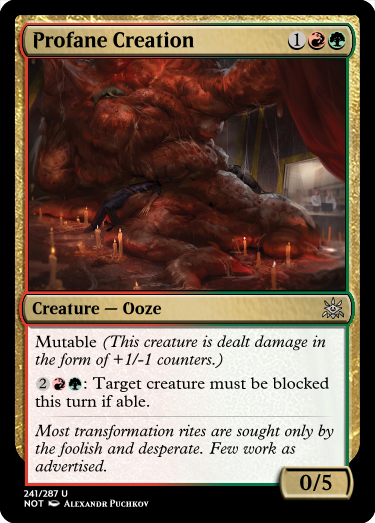 Profane Creation 1
Creature — Ooze
Mutable (This creature is dealt damage in
the form of +1/-1 counters.)
2: Target creature must be blocked
this turn if able.
Most transformation rites are sought only by
the foolish and desperate. Few work as
advertised.
0/5
241/287 U
NOT Alexandr Puchkov